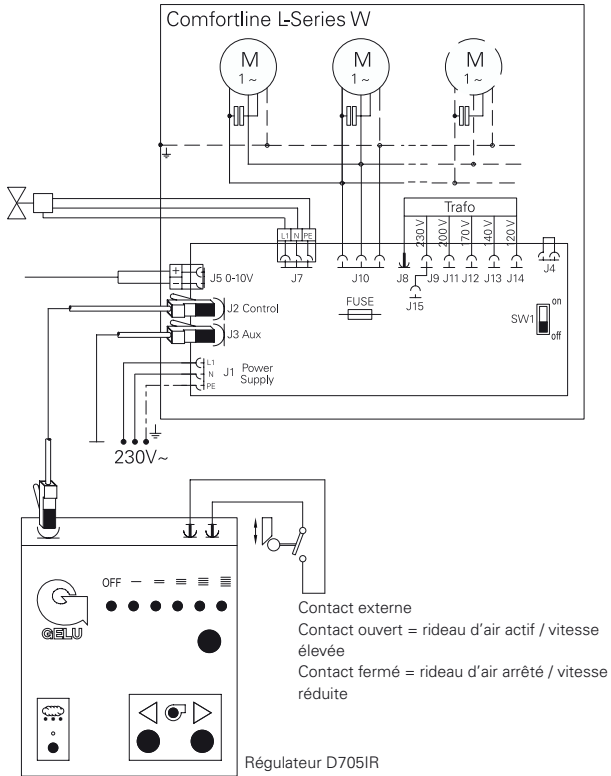 Comfortline L-Series W
M
1 ~
M
1 ~
M
1 ~
Trafo
230 V
200 V
170 V
140 V
120 V
L1 N PE
+
−
J5 0-10V
J7
J10
J8
J9
J11
J12
J13
J14
J4
J15
J2 Control
FUSE
SW1
on
off
J3 Aux
L1
N
PE
J1 Power
Supply
230V~
OFF
GELU
Contact externe
Contact ouvert = rideau d'air actif / vitesse
élevée
Contact fermé = rideau d'air arrêté / vitesse
réduite
Régulateur D705IR